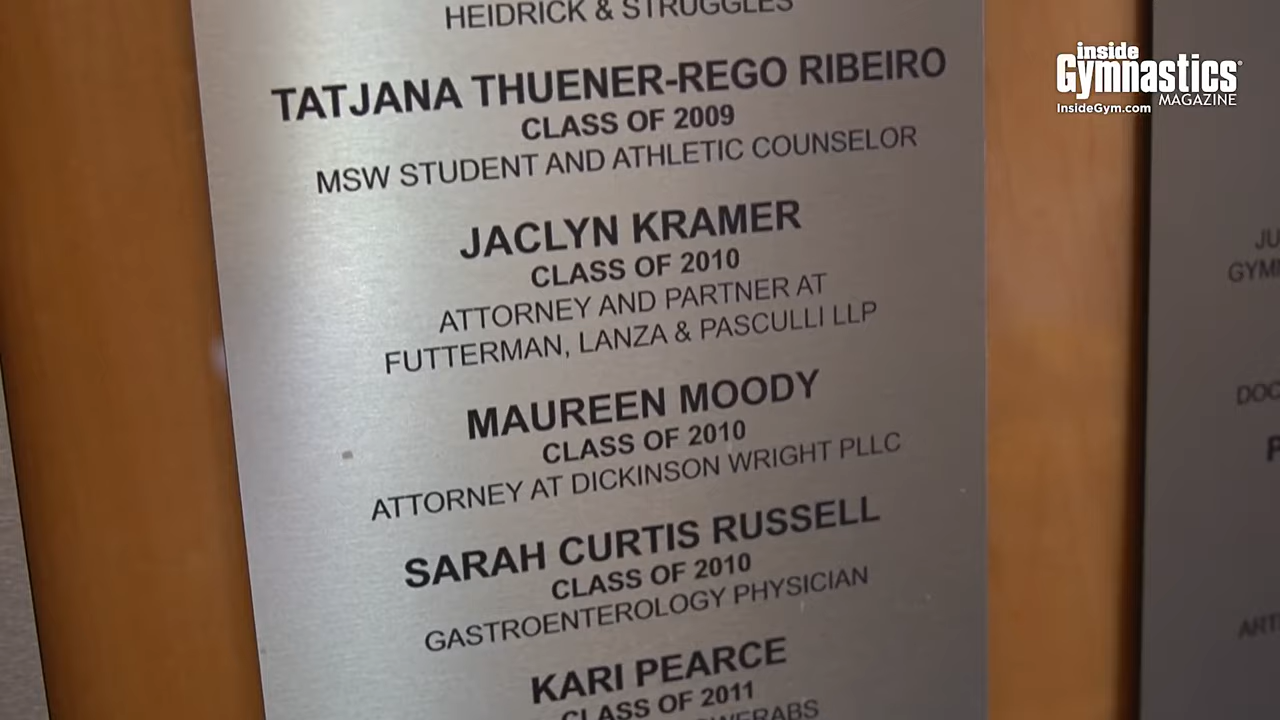 HEIDRICK & STRUGGLES
TATJANA THUENER-REGO RIBEIRO
CLASS OF 2009
MSW STUDENT AND ATHLETIC COUNSELOR
JACLYN KRAMER
CLASS OF 2010
ATTORNEY AND PARTNER AT
FUTTERMAN, LANZA & PASCULLI LLP
MAUREEN MOODY
CLASS OF 2010
ATTORNEY AT DICKINSON WRIGHT PLLC
SARAH CURTIS RUSSELL
CLASS OF 2010
GASTROENTEROLOGY PHYSICIAN
KARI PEARCE
CLASS OF 2011
inside
Gymnastics®
MAGAZINE
InsideGym.com